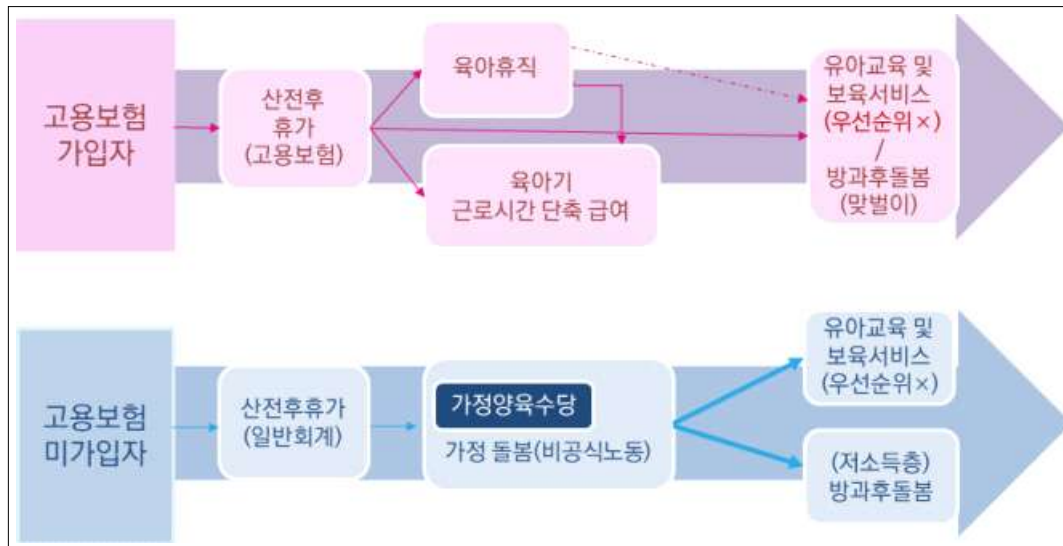 고용보험
가입자
산전후
휴가
(고용보험)
육아휴직
육아기
근로시간 단축 급여
유아교육 및
보육서비스
(우선순위×)
/
방과후돌봄
(맞벌이)
고용보험
미가입자
산전후휴가
(일반회계)
가정양육수당
가정 돌봄(비공식노동)
유아교육 및
보육서비스
(우선순위×)
(저소득층)
방과후돌봄